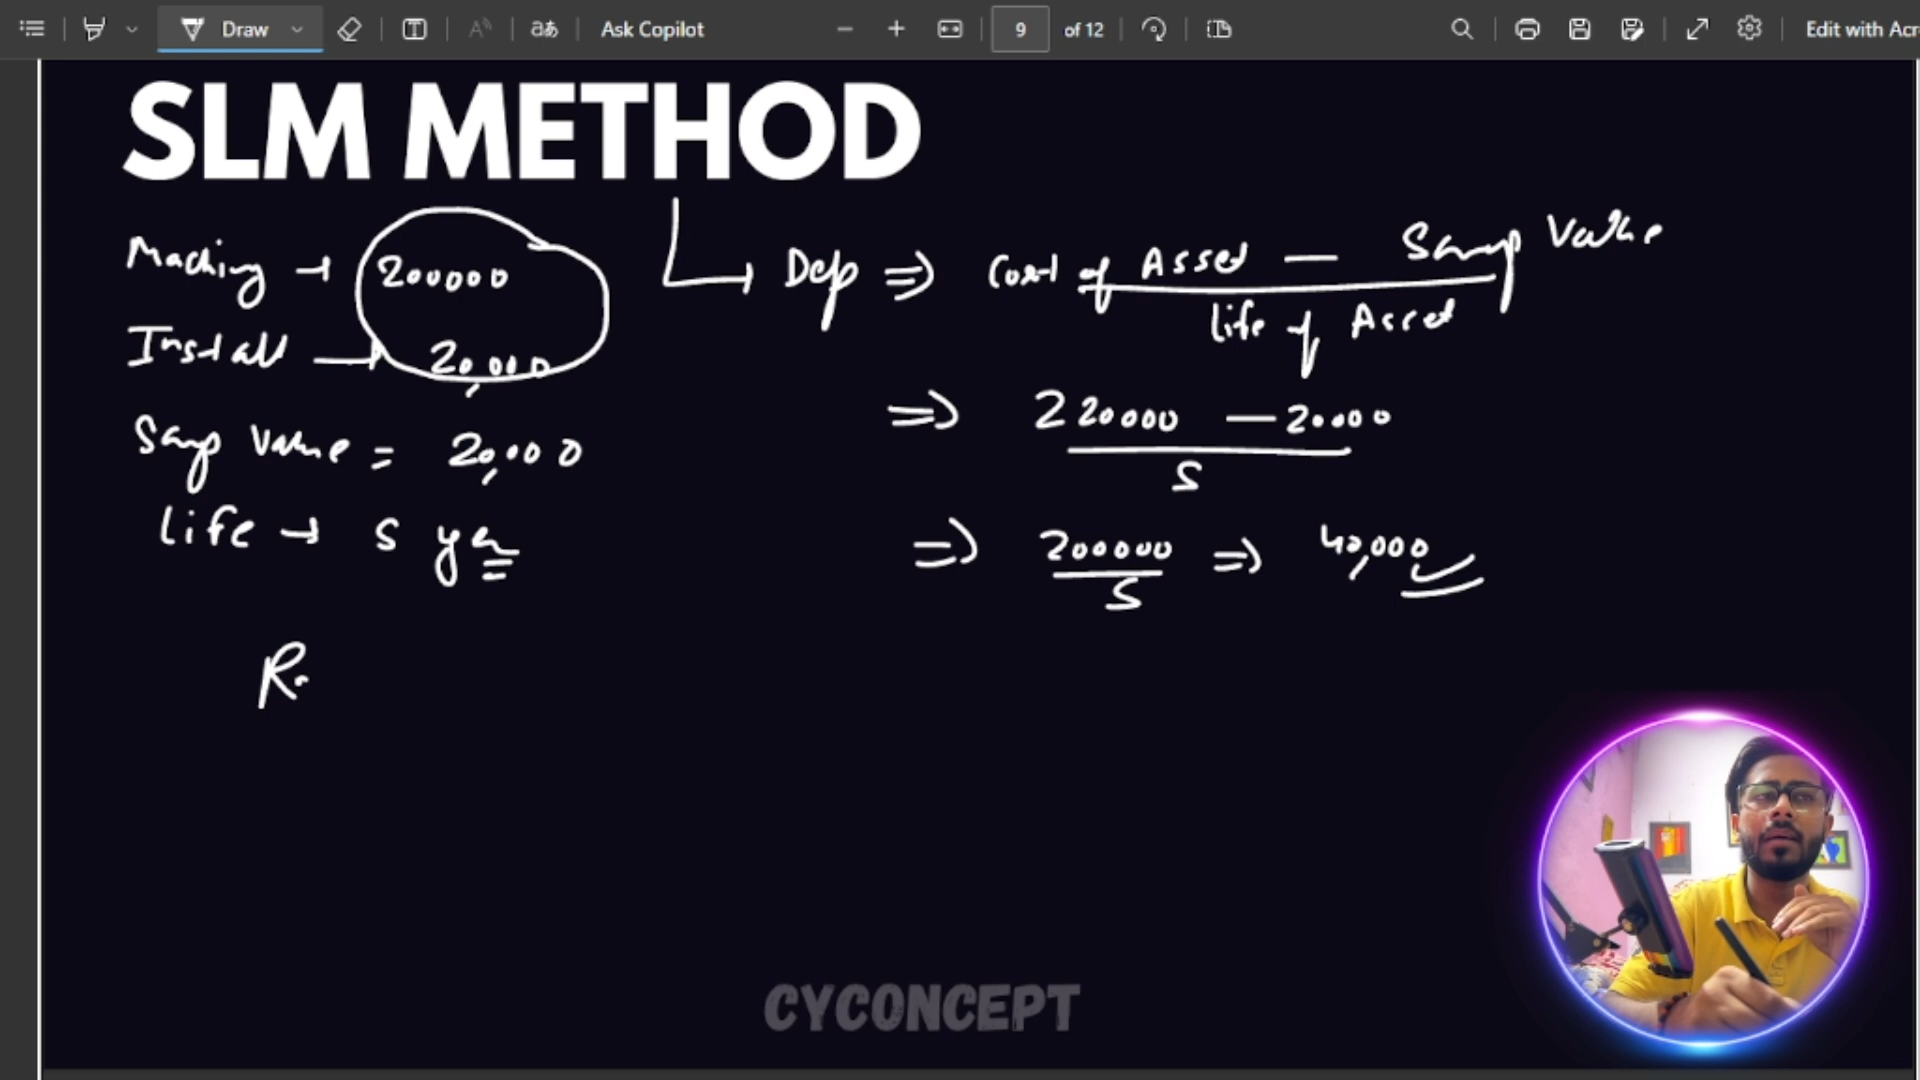 Draw
Ask Copilot
9 of 12
Edit with Acr
SLM METHOD
Machiny → 200000
Install → 20,000
Scrap Value = 20,000
life → 5 year
Dep ⇒ Cost of Asset — Scrap Value
life of Asset
⇒ 220000 — 20000
5
⇒ 200000 ⇒ 40,000
5
R
CYCONCEPT